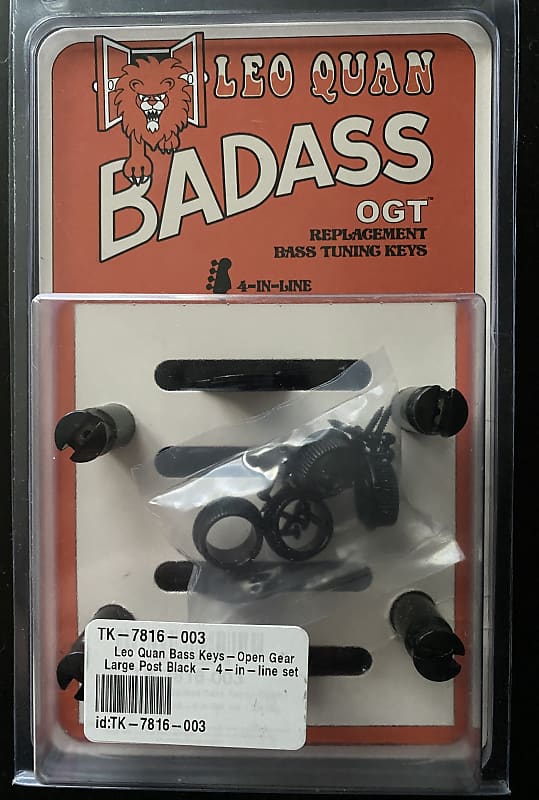 LEO QUAN
BADASS
OGT™
REPLACEMENT
BASS TUNING KEYS
4-IN-LINE
TK-7816-003
Leo Quan Bass Keys-Open Gear
Large Post Black - 4-in-line set
id:TK-7816-003